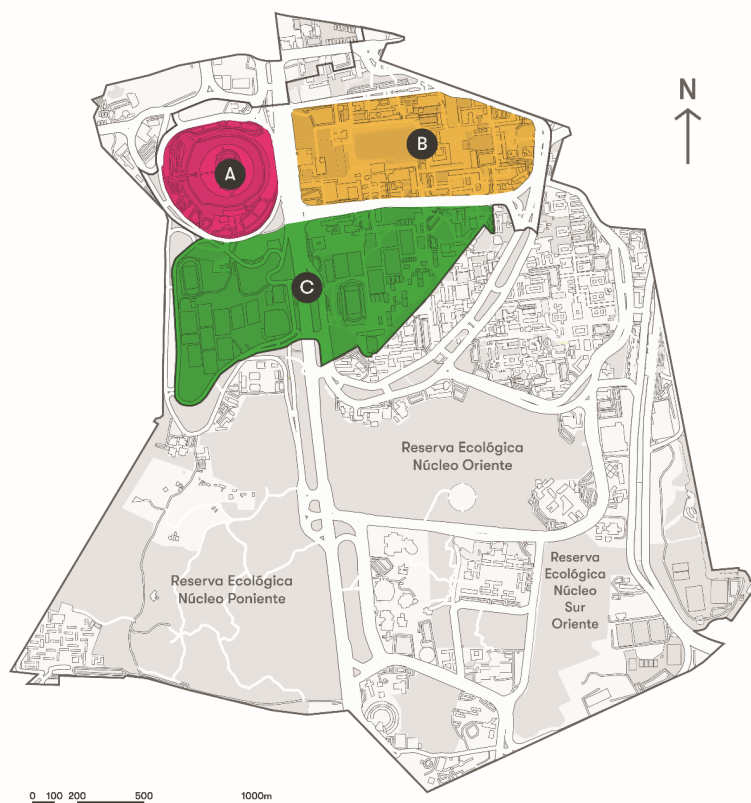 N
A
B
C
Reserva Ecológica
Núcleo Oriente
Reserva Ecológica
Núcleo Poniente
Reserva
Ecológica
Núcleo
Sur
Oriente
0 100 200 500 1000m